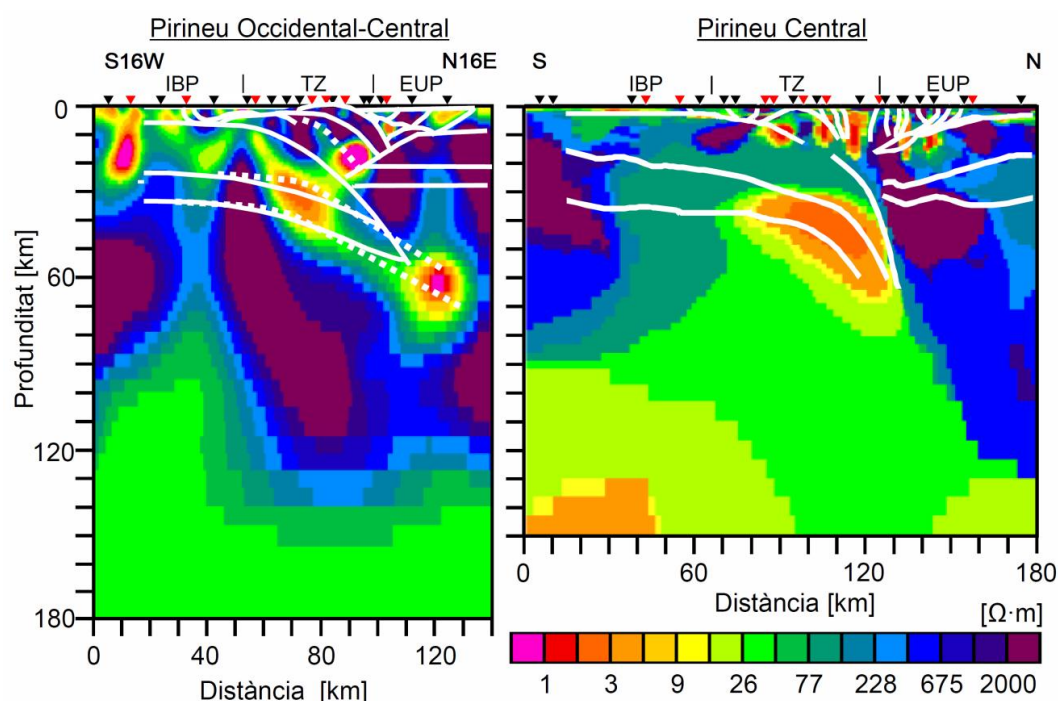 Pirineu Occidental-Central
S16W N16E
IBP TZ EUP
0
60
120
180
Profunditat [km]
0 40 80 120
Distància [km]
Pirineu Central
S N
IBP TZ EUP
0 60 120 180
Distància [km]
[Ω·m]
1 3 9 26 77 228 675 2000